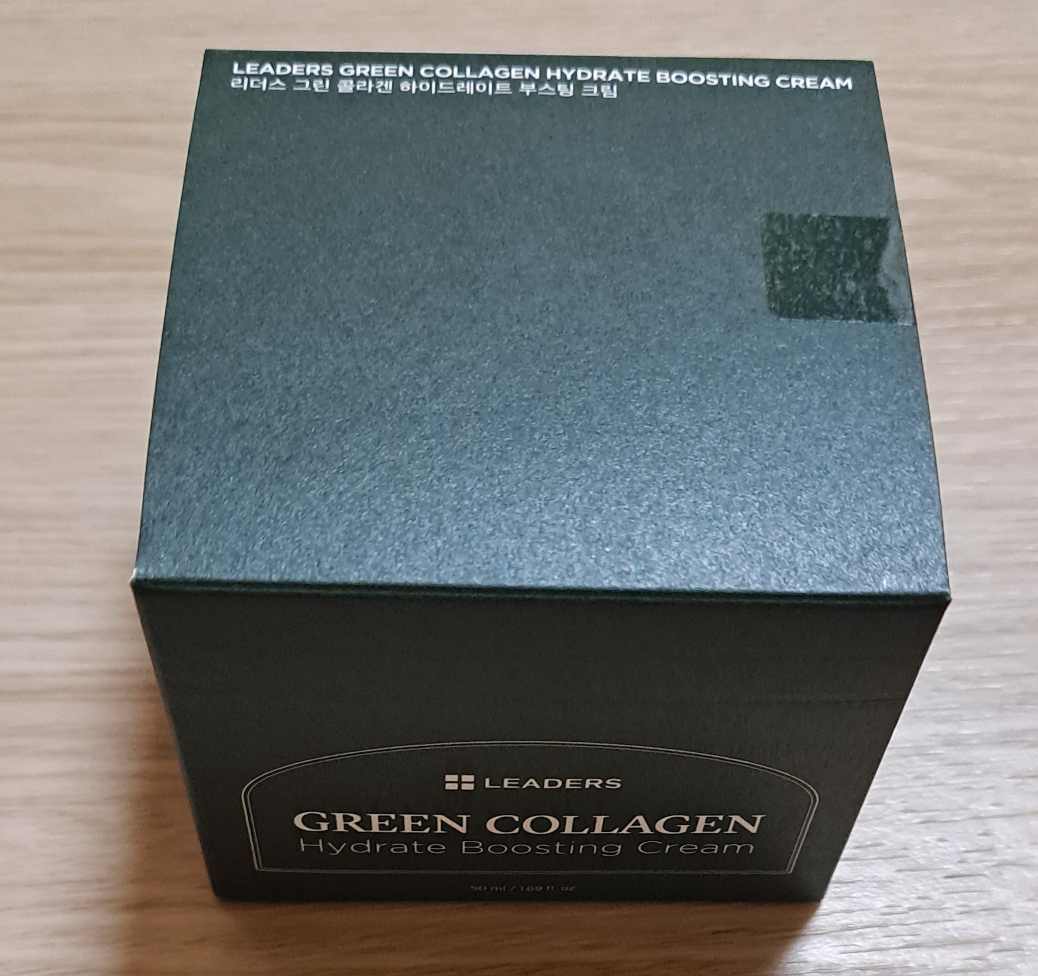 LEADERS GREEN COLLAGEN HYDRATE BOOSTING CREAM
리더스 그린 콜라겐 하이드레이트 부스팅 크림
LEADERS
GREEN COLLAGEN
Hydrate Boosting Cream
50 ml / 1.69 fl. oz